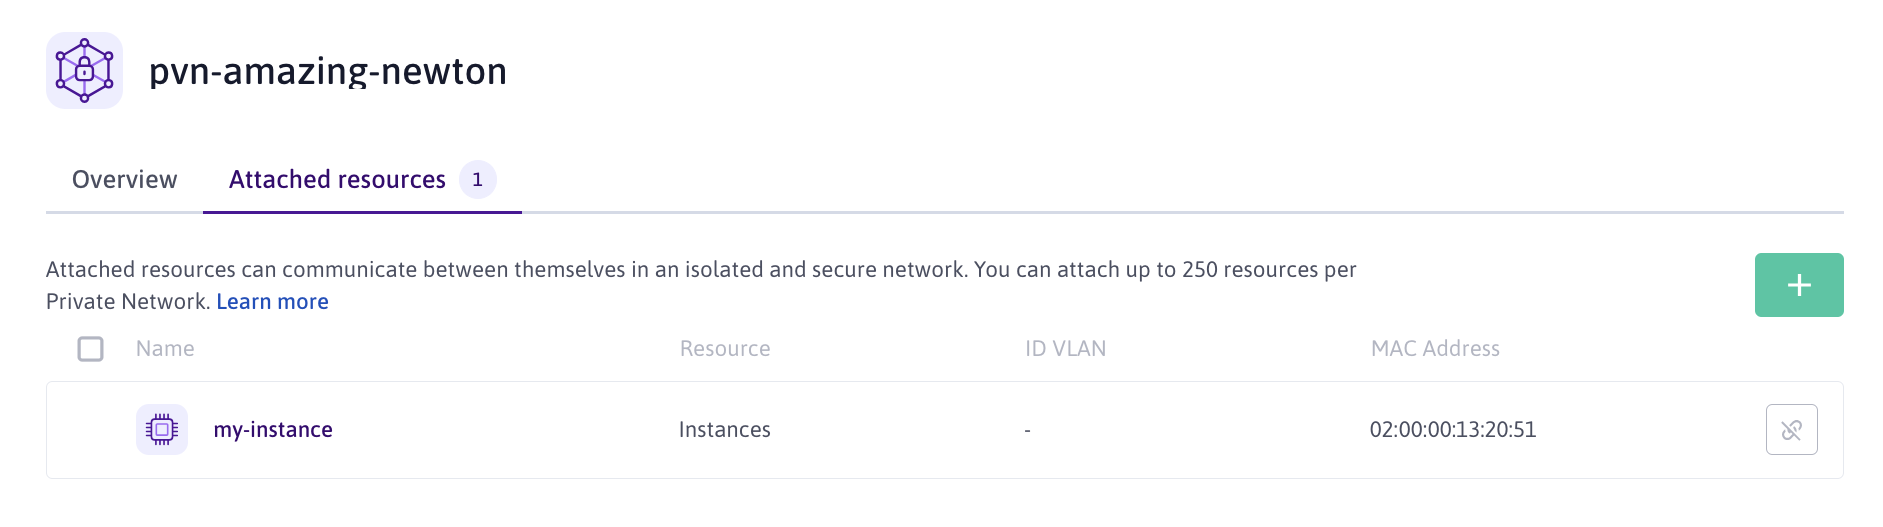 pvn-amazing-newton
Overview Attached resources 1
Attached resources can communicate between themselves in an isolated and secure network. You can attach up to 250 resources per
Private Network. Learn more
Name Resource ID VLAN MAC Address
my-instance Instances - 02:00:00:13:20:51